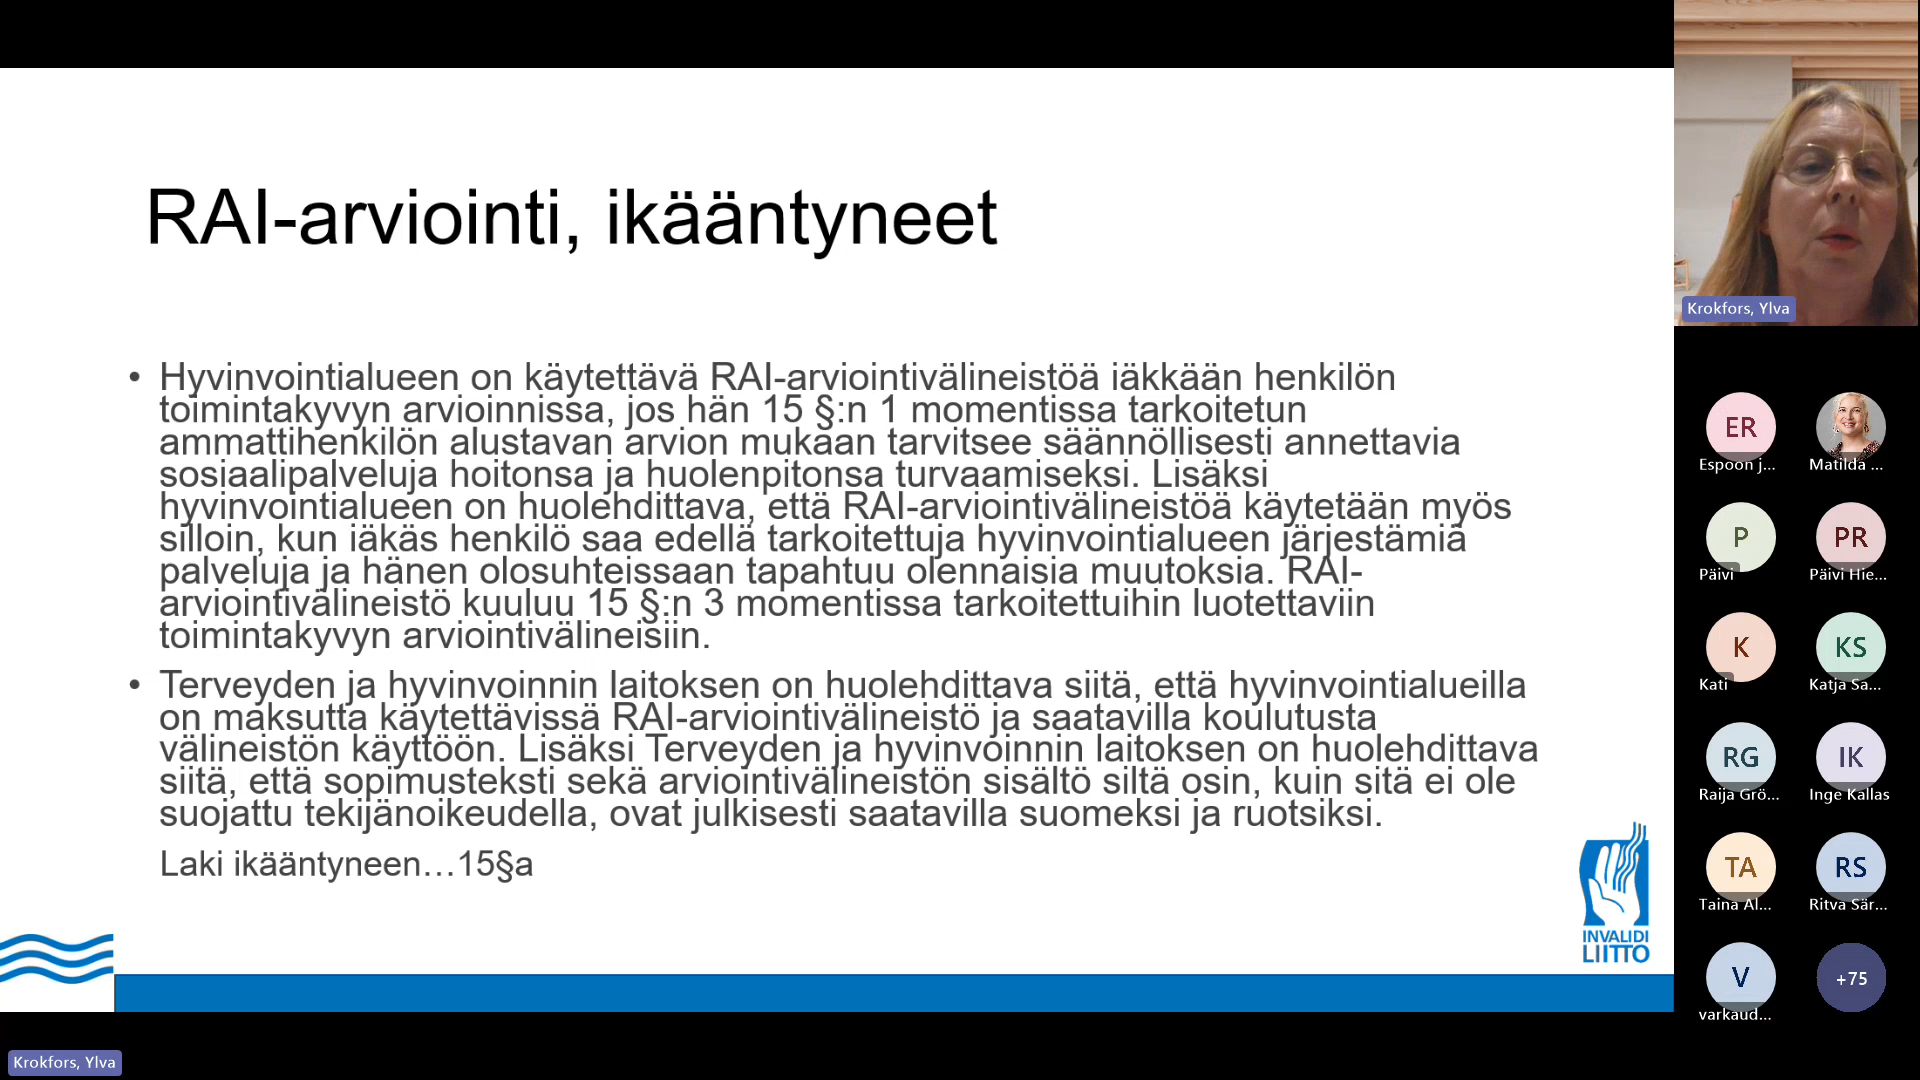 RAI-arviointi, ikääntyneet
• Hyvinvointialueen on käytettävä RAI-arviointivälineistöä iäkkään henkilön
toimintakyvyn arvioinnissa, jos hän 15 §:n 1 momentissa tarkoitetun
ammattihenkilön alustavan arvion mukaan tarvitsee säännöllisesti annettavia
sosiaalipalveluja hoitonsa ja huolenpitonsa turvaamiseksi. Lisäksi
hyvinvointialueen on huolehdittava, että RAI-arviointivälineistöä käytetään myös
silloin, kun iäkäs henkilö saa edellä tarkoitettuja hyvinvointialueen järjestämiä
palveluja ja hänen olosuhteissaan tapahtuu olennaisia muutoksia. RAI-
arviointivälineistö kuuluu 15 §:n 3 momentissa tarkoitettuihin luotettaviin
toimintakyvyn arviointivälineisiin.
• Terveyden ja hyvinvoinnin laitoksen on huolehdittava siitä, että hyvinvointialueilla
on maksutta käytettävissä RAI-arviointivälineistö ja saatavilla koulutusta
välineistön käyttöön. Lisäksi Terveyden ja hyvinvoinnin laitoksen on huolehdittava
siitä, että sopimusteksti sekä arviointivälineistön sisältö siltä osin, kuin sitä ei ole
suojattu tekijänoikeudella, ovat julkisesti saatavilla suomeksi ja ruotsiksi.
Laki ikääntyneen...15§a
INVALIDI
LIITTO
Krokfors, Ylva
Krokfors, Ylva
ER
Espoon j...
Matilda ...
P
Päivi
PR
Päivi Hie...
K
Kati
KS
Katja Sa...
RG
Raija Grö...
IK
Inge Kallas
TA
Taina Al...
RS
Ritva Sär...
V
varkaud...
+75